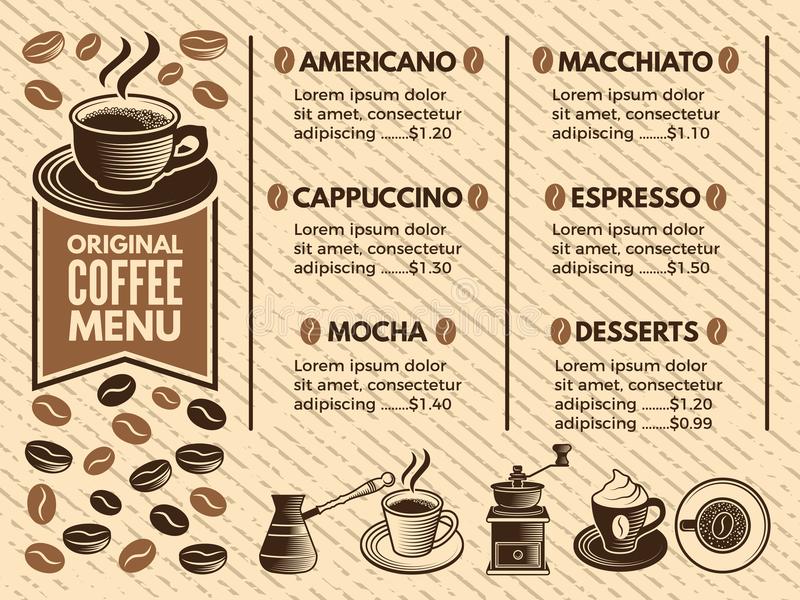 ORIGINAL
COFFEE
MENU
AMERICANO
Lorem ipsum dolor
sit amet, consectetur
adipiscing ........$1.20
CAPPUCCINO
Lorem ipsum dolor
sit amet, consectetur
adipiscing .......$1.30
MOCHA
Lorem ipsum dolor
sit amet, consectetur
adipiscing .......$1.40
MACCHIATO
Lorem ipsum dolor
sit amet, consectetur
adipiscing ........$1.10
ESPRESSO
Lorem ipsum dolor
sit amet, consectetur
adipiscing .......$1.50
DESSERTS
Lorem ipsum dolor
sit amet, consectetur
adipiscing .......$1.20
adipiscing .......$0.99
dreamstime